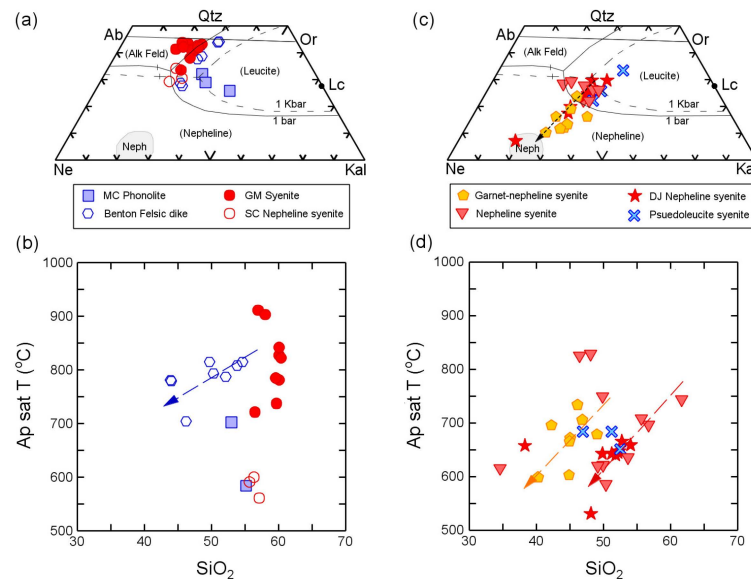 (a)
Qtz
Ab
Or
(Alk Feld)
(Leucite)
Lc
1 Kbar
1 bar
(Nepheline)
Neph
Ne
Kal
MC Phonolite
GM Syenite
Benton Felsic dike
SC Nepheline syenite
(c)
Qtz
Ab
Or
(Alk Feld)
(Leucite)
Lc
1 Kbar
1 bar
(Nepheline)
Neph
Ne
Kal
Garnet-nepheline syenite
DJ Nepheline syenite
Nepheline syenite
Psuedoleucite syenite
(b)
1000
900
800
700
600
500
Ap sat T (°C)
30 40 50 60 70
SiO2
(d)
1000
900
800
700
600
500
Ap sat T (°C)
30 40 50 60 70
SiO2